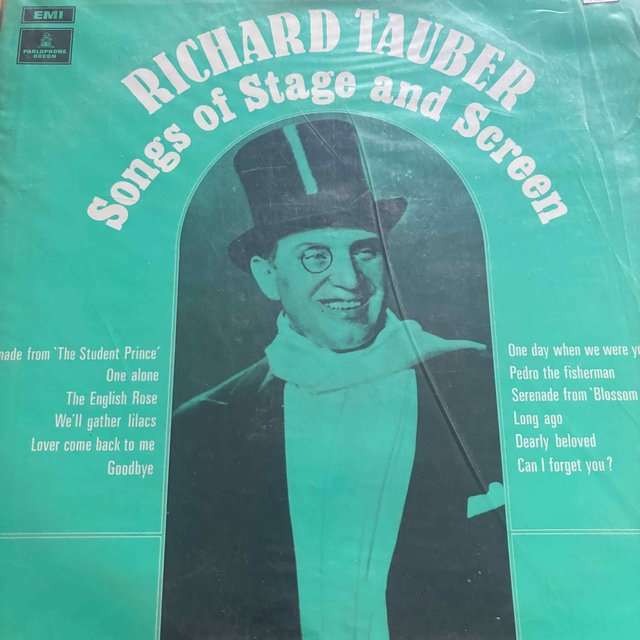 EMI
PARLOPHONE
ODEON
RICHARD TAUBER
Songs of Stage and Screen
from 'The Student Prince'
One alone
The English Rose
We'll gather lilacs
Lover come back to me
Goodbye
One day when we were
Pedro the fisherman
Serenade from 'Blossom
Long ago
Dearly beloved
Can I forget you?